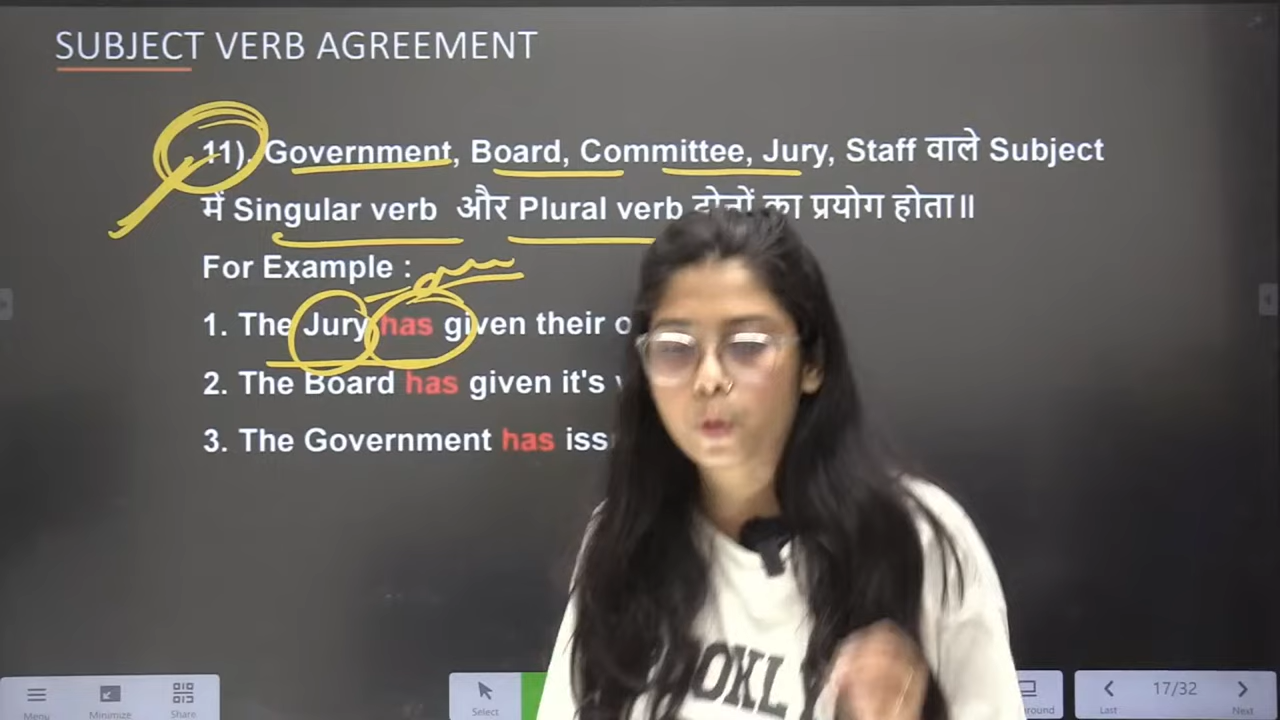 SUBJECT VERB AGREEMENT
11). Government, Board, Committee, Jury, Staff वाले Subject
में Singular verb और Plural verb दोनों का प्रयोग होता॥
For Example :
1. The Jury has given their
2. The Board has given it's
3. The Government has
Menu
Minimize
Share
Select
Last
17/32
Next